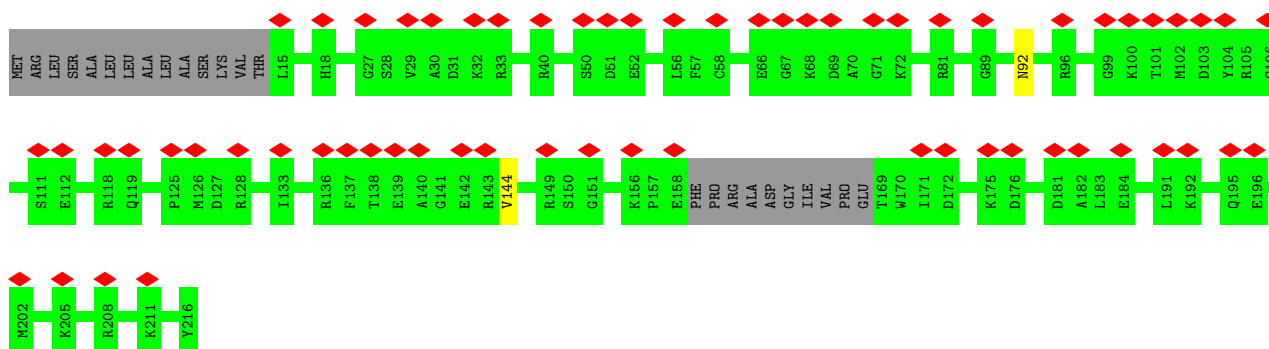 MET ARG LEU SER ALA LEU LEU ALA LEU ALA SER LYS VAL THR L15 H18 G27 S28 V29 A30 D31 K32 R33 R40 S50 D51 E52 L56 F57 C58 E66 G67 K68 D69 A70 G71 K72 R81 G89 N92 R96 G99 K100 T101 M102 D103 Y104 R105
S111 E112 R118 Q119 P125 M126 D127 R128 I133 R136 F137 T138 E139 A140 G141 E142 R143 V144 R149 S150 G151 K156 P157 E158 PHE PRO ARG ALA ASP GLY ILE VAL PRO GLU T169 W170 I171 D172 K175 D176 D181 A182 L183 E184 L191 K192 Q195 E196
M202 K205 R208 K211 Y216